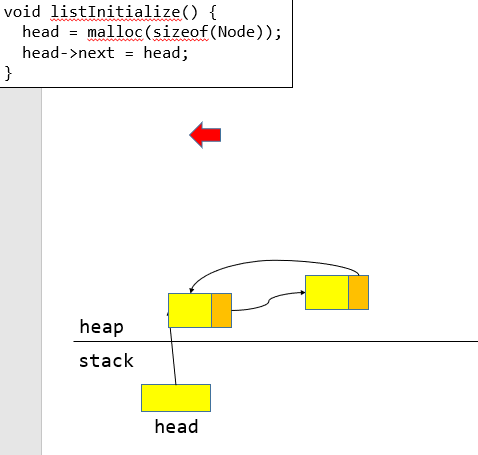 void listInitialize() {
  head = malloc(sizeof(Node));
  head->next = head;
}
heap
stack
head